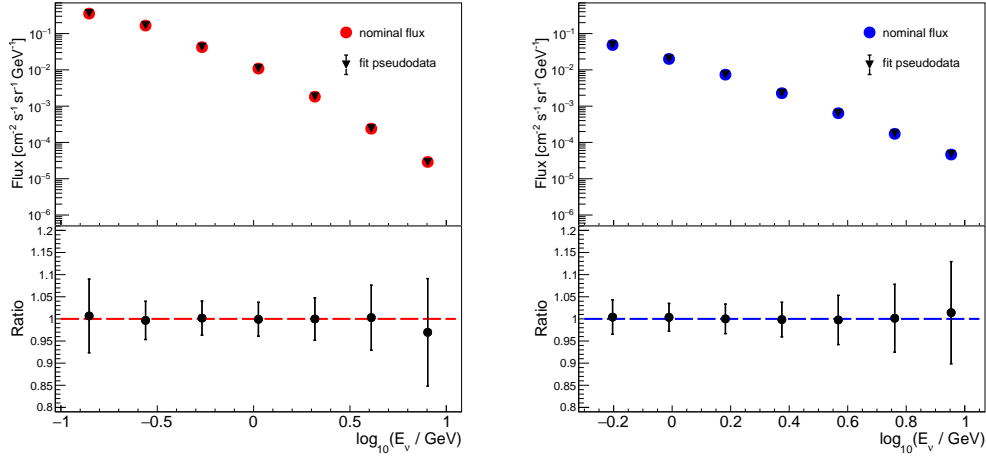 Flux [cm⁻² s⁻¹ sr⁻¹ GeV⁻¹]
10⁻¹
10⁻²
10⁻³
10⁻⁴
10⁻⁵
10⁻⁶
nominal flux
fit pseudodata
Ratio
1.2
1.15
1.1
1.05
1
0.95
0.9
0.85
0.8
−1 −0.5 0 0.5 1
log₁₀(Eᵥ / GeV)
Flux [cm⁻² s⁻¹ sr⁻¹ GeV⁻¹]
10⁻¹
10⁻²
10⁻³
10⁻⁴
10⁻⁵
10⁻⁶
nominal flux
fit pseudodata
Ratio
1.2
1.15
1.1
1.05
1
0.95
0.9
0.85
0.8
−0.2 0 0.2 0.4 0.6 0.8 1
log₁₀(Eᵥ / GeV)